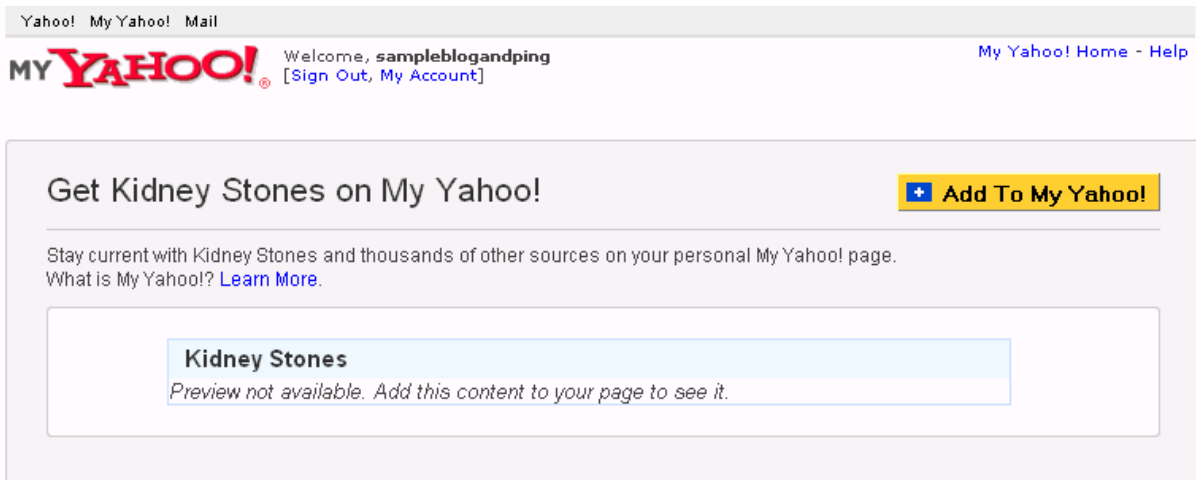 Yahoo! My Yahoo! Mail
MY YAHOO!® Welcome, sampleblogandping
[Sign Out, My Account]
My Yahoo! Home - Help
Get Kidney Stones on My Yahoo!
Add To My Yahoo!
Stay current with Kidney Stones and thousands of other sources on your personal My Yahoo! page.
What is My Yahoo!? Learn More.
Kidney Stones
Preview not available. Add this content to your page to see it.